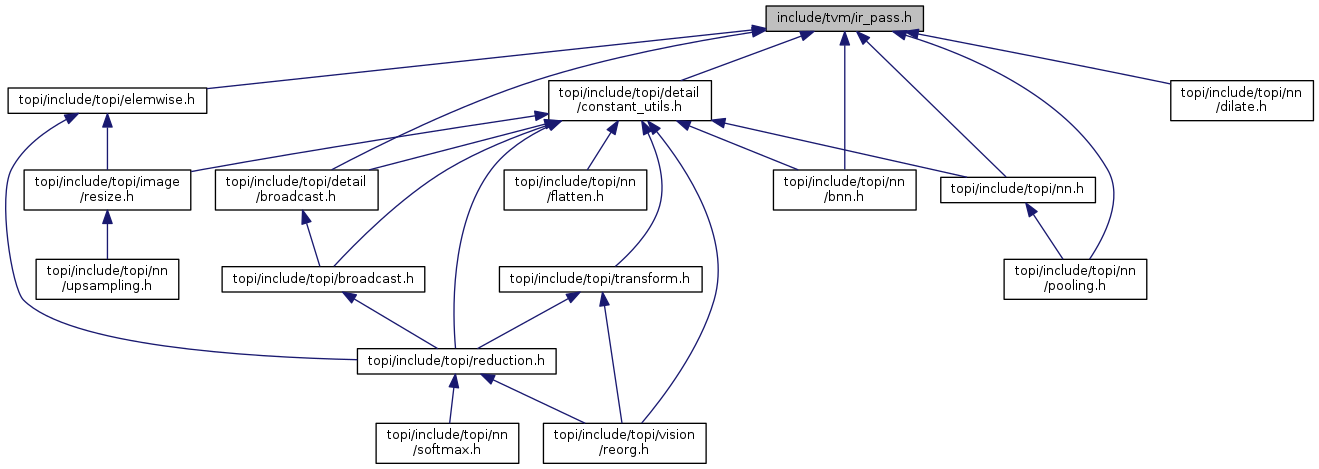 include/tvm/ir_pass.h
topi/include/topi/elemwise.h
topi/include/topi/detail
/constant_utils.h
topi/include/topi/nn
/dilate.h
topi/include/topi/image
/resize.h
topi/include/topi/detail
/broadcast.h
topi/include/topi/nn
/flatten.h
topi/include/topi/nn
/bnn.h
topi/include/topi/nn.h
topi/include/topi/nn
/upsampling.h
topi/include/topi/broadcast.h
topi/include/topi/transform.h
topi/include/topi/nn
/pooling.h
topi/include/topi/reduction.h
topi/include/topi/nn
/softmax.h
topi/include/topi/vision
/reorg.h